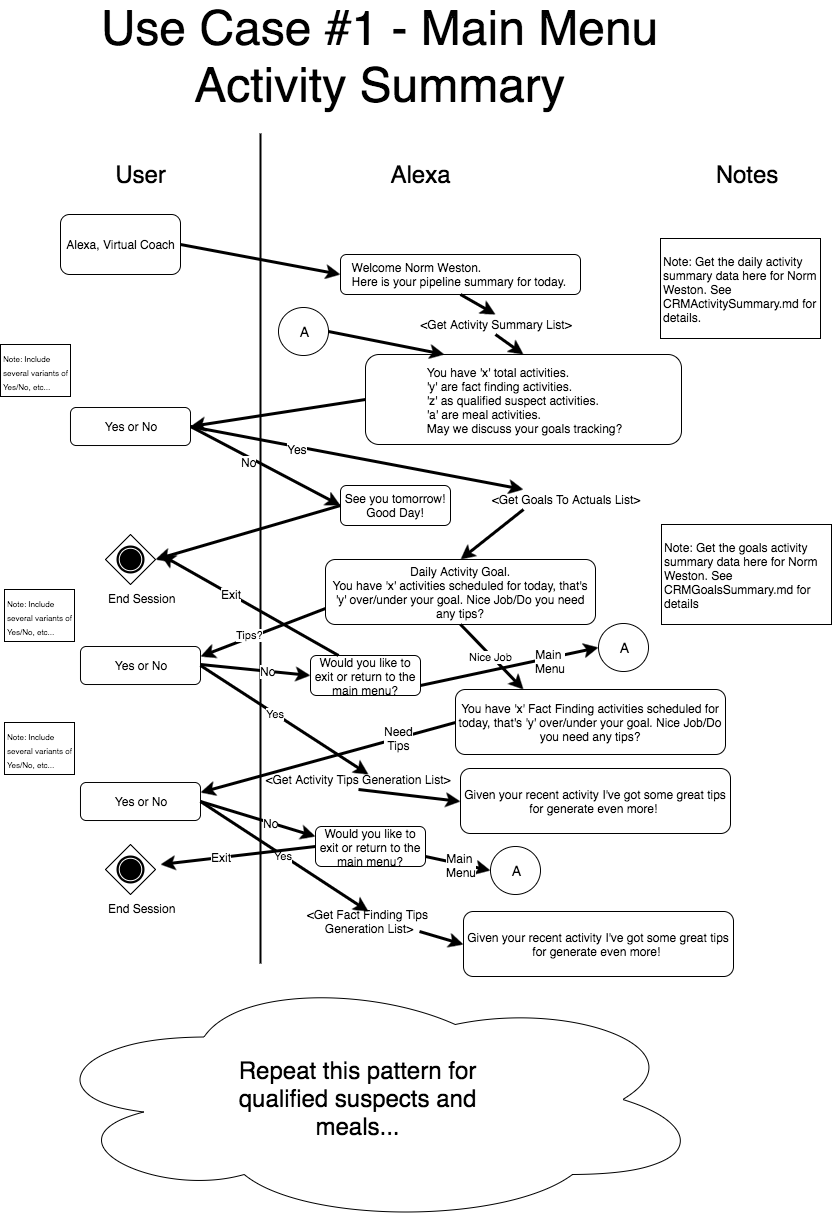 Use Case #1 - Main Menu
Activity Summary
User
Alexa
Notes
Alexa, Virtual Coach
Welcome Norm Weston.
Here is your pipeline summary for today.
Note: Get the daily activity
summary data here for Norm
Weston. See
CRMActivitySummary.md for
details.
<Get Activity Summary List>
A
Note: Include
several variants of
Yes/No, etc...
You have 'x' total activities.
'y' are fact finding activities.
'z' as qualified suspect activities.
'a' are meal activities.
May we discuss your goals tracking?
Yes or No
Yes
No
See you tomorrow!
Good Day!
<Get Goals To Actuals List>
Note: Get the goals activity
summary data here for Norm
Weston. See
CRMGoalsSummary.md for
details
End Session
Daily Activity Goal.
You have 'x' activities scheduled for today, that's
'y' over/under your goal. Nice Job/Do you need
any tips?
Exit
Note: Include
several variants of
Yes/No, etc...
Tips?
Nice Job
Main
Menu
A
Yes or No
No
Would you like to
exit or return to the
main menu?
Yes
You have 'x' Fact Finding activities scheduled for
today, that's 'y' over/under your goal. Nice Job/Do
you need any tips?
Need
Tips
Note: Include
several variants of
Yes/No, etc...
<Get Activity Tips Generation List>
Given your recent activity I've got some great tips
for generate even more!
Yes or No
No
Would you like to
exit or return to the
main menu?
Exit
Yes
Main
Menu
A
End Session
<Get Fact Finding Tips
Generation List>
Given your recent activity I've got some great tips
for generate even more!
Repeat this pattern for
qualified suspects and
meals...